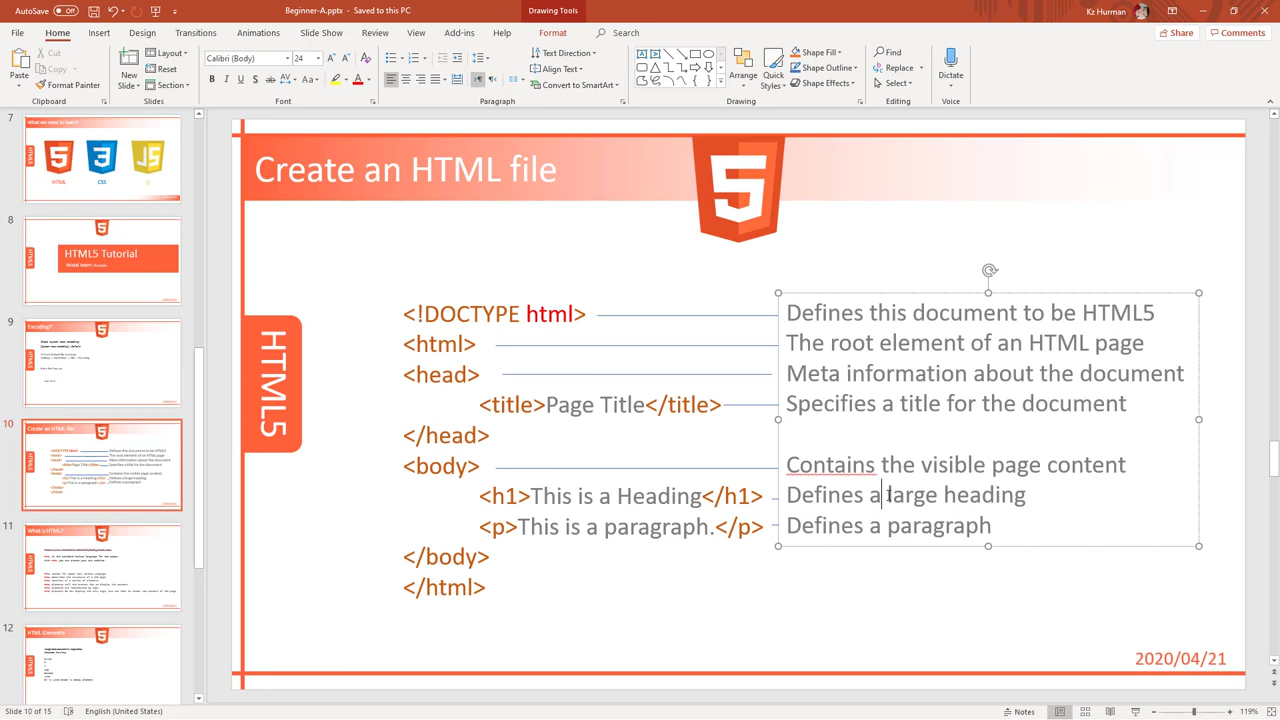 AutoSave Off
Beginner-A.pptx - Saved to this PC
Drawing Tools
Kz Hurman
File Home Insert Design Transitions Animations Slide Show Review View Add-ins Help Format Search
Share Comments
Paste
Cut
Copy
Format Painter
Clipboard
New
Slide
Layout
Reset
Section
Slides
Calibri (Body) 24
Font
Text Direction
Align Text
Convert to SmartArt
Paragraph
Arrange
Quick
Styles
Shape Fill
Shape Outline
Shape Effects
Drawing
Find
Replace
Select
Editing
Dictate
Voice
7
What we need to learn?
HTML CSS JS
8
HTML5 Tutorial
9
Encoding?
10
Create an HTML file
11
What is HTML?
12
HTML Elements
Create an HTML file
HTML5
<!DOCTYPE html> Defines this document to be HTML5
<html> The root element of an HTML page
<head> Meta information about the document
<title>Page Title</title> Specifies a title for the document
</head>
<body> Contains the visible page content
<h1>This is a Heading</h1> Defines a large heading
<p>This is a paragraph.</p> Defines a paragraph
</body>
</html>
2020/04/21
Slide 10 of 15 English (United States) Notes 119%